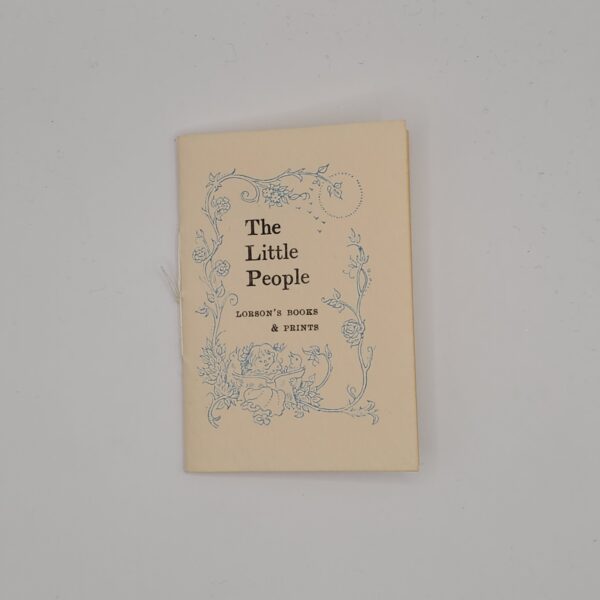 The
Little
People
LORSON'S BOOKS
& PRINTS